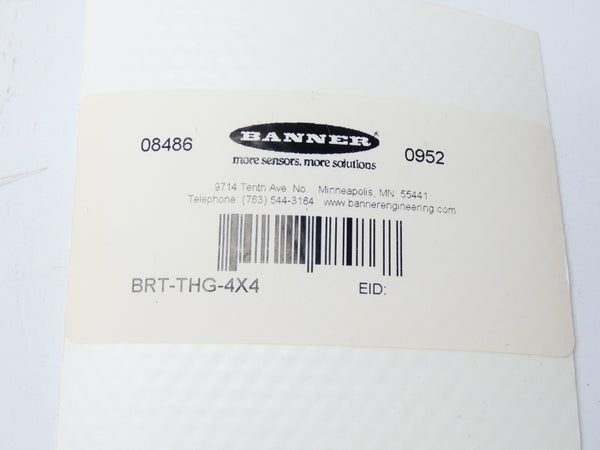 08486 BANNER® 0952
more sensors, more solutions
9714 Tenth Ave. No. Minneapolis, MN. 55441
Telephone: (763) 544-3164 www.bannerengineering.com
BRT-THG-4X4 EID: